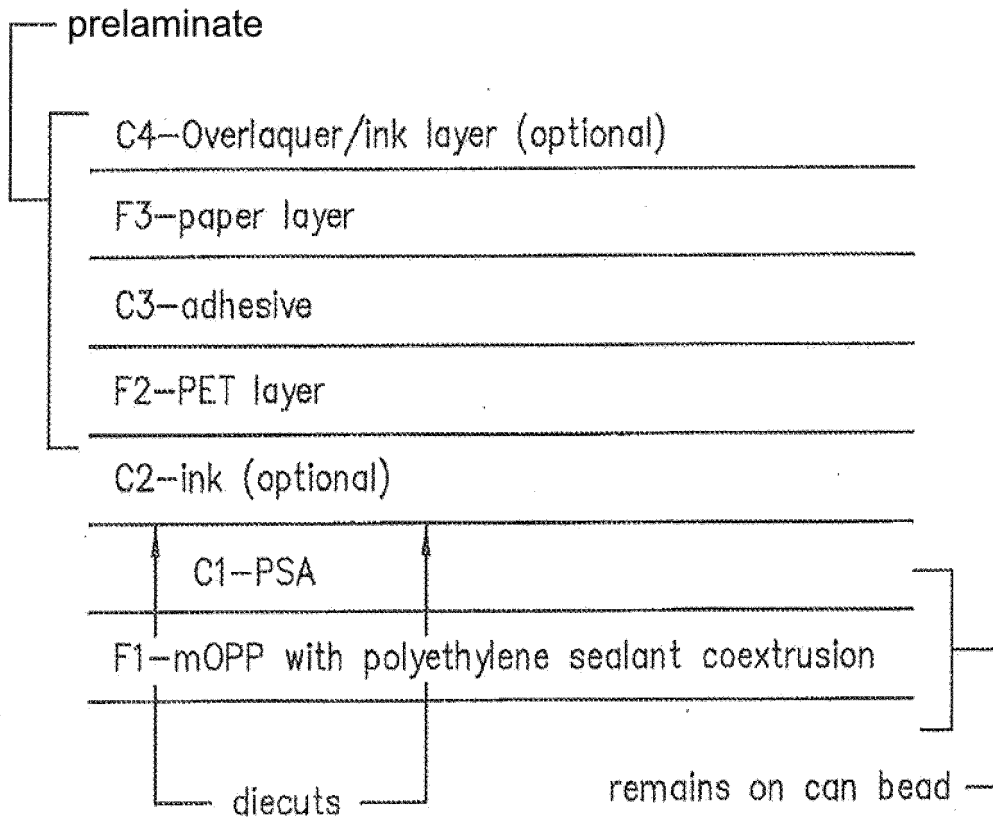 prelaminate
C4-Overlaquer/ink layer (optional)
F3-paper layer
C3-adhesive
F2-PET layer
C2-ink (optional)
C1-PSA
F1-mOPP with polyethylene sealant coextrusion
diecuts
remains on can bead